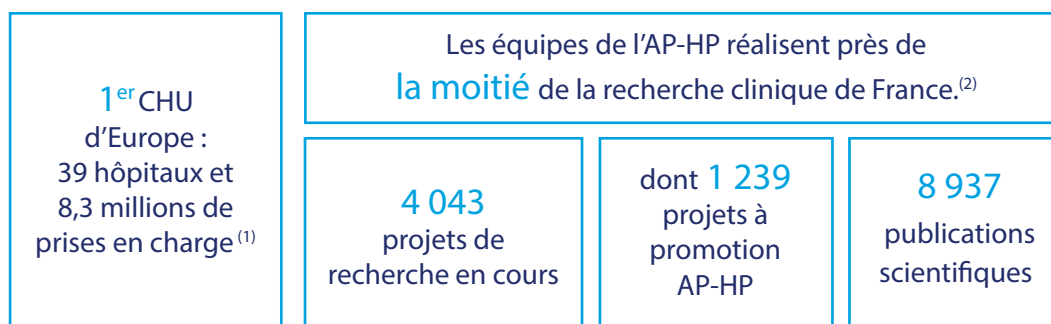 1er CHU
d’Europe :
39 hôpitaux et
8,3 millions de
prises en charge (1)
Les équipes de l’AP-HP réalisent près de
la moitié de la recherche clinique de France.(2)
4 043
projets de
recherche en cours
dont 1 239
projets à
promotion
AP-HP
8 937
publications
scientifiques